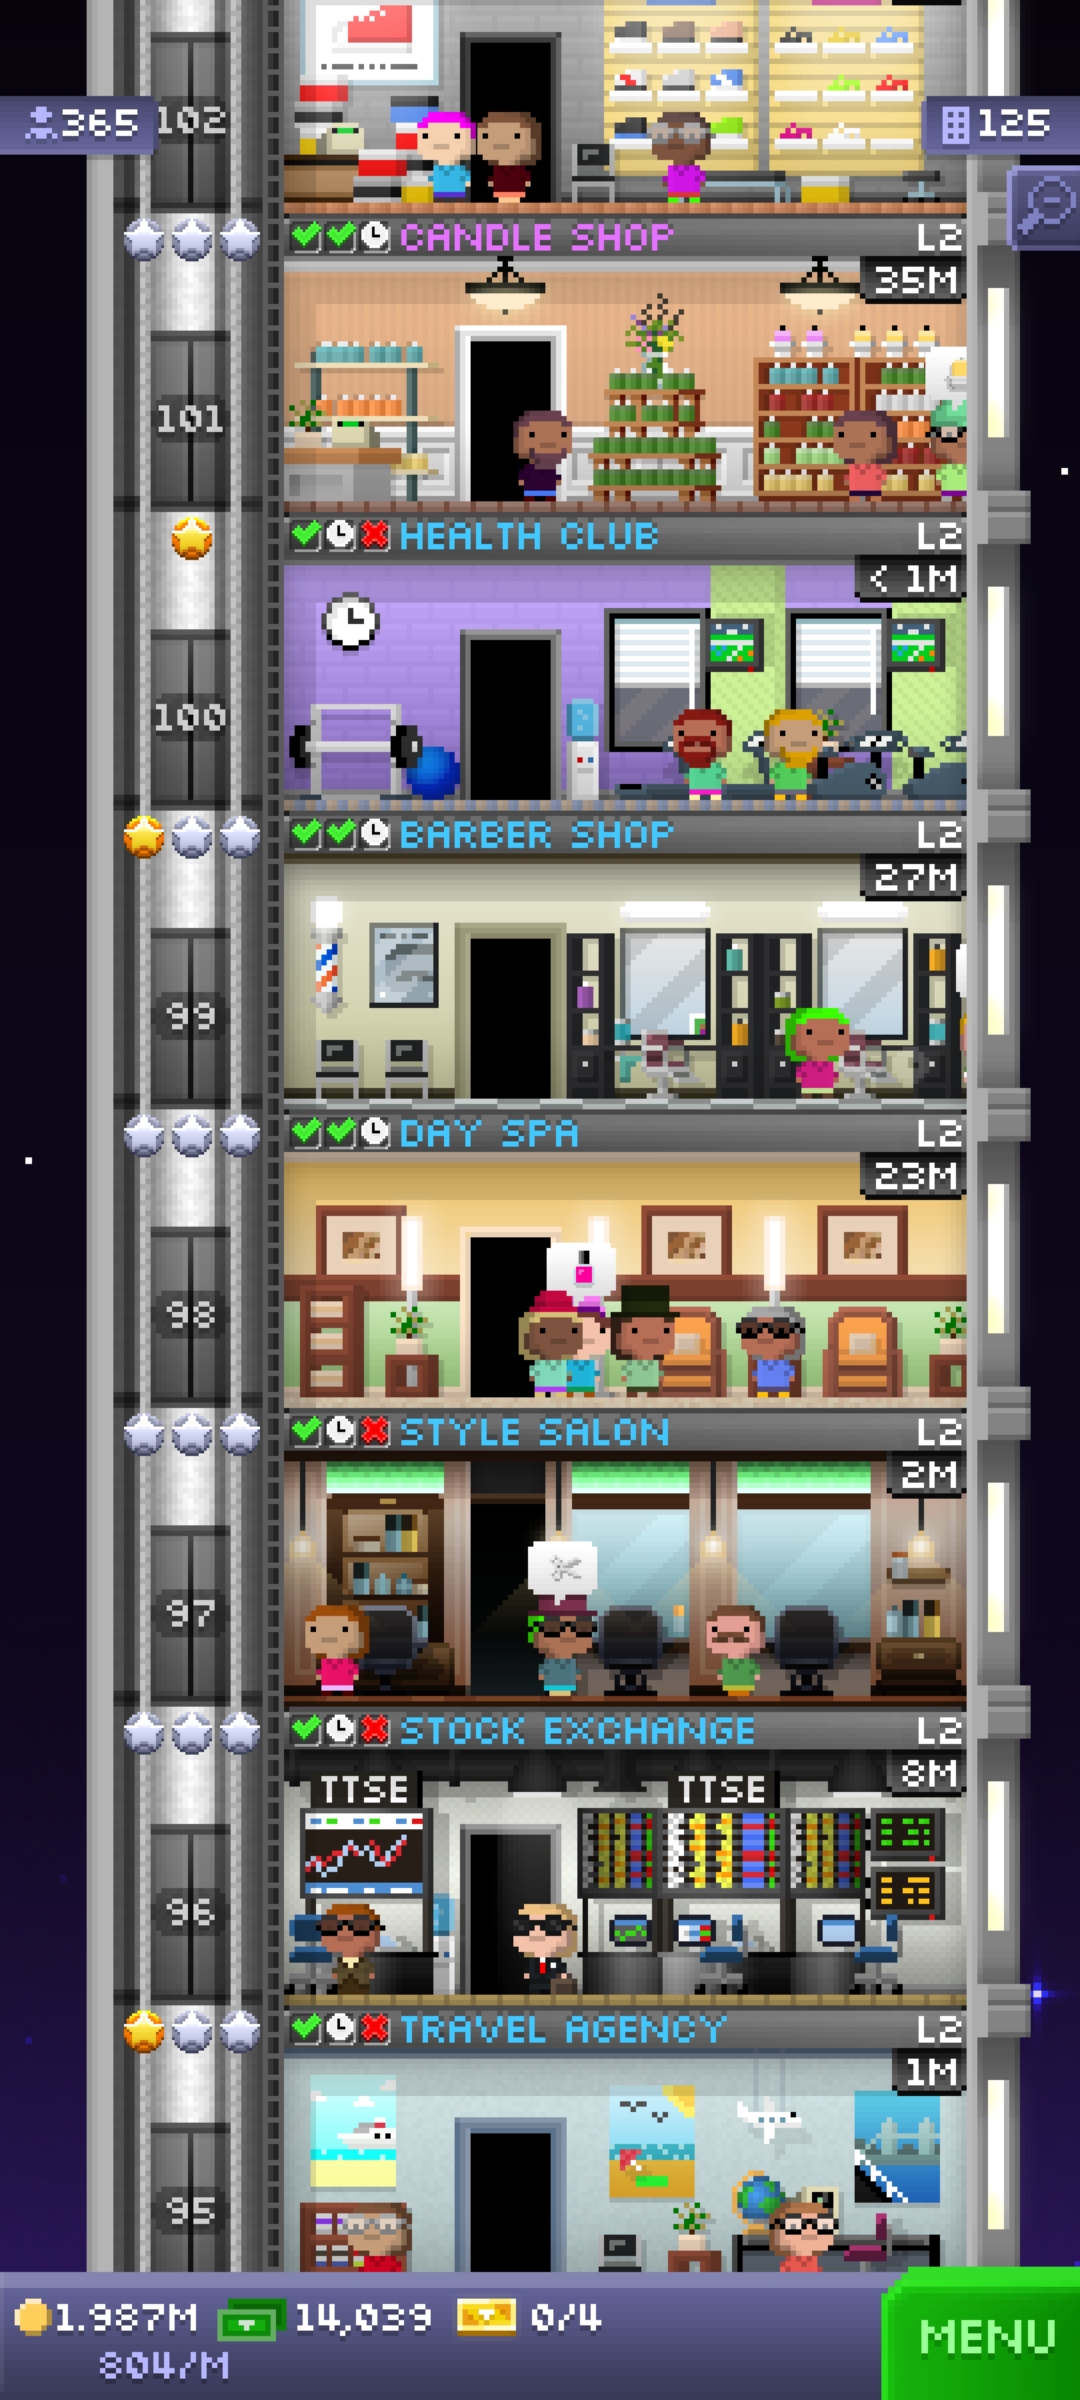 365
102
125
CANDLE SHOP L2
35M
101
HEALTH CLUB L2
< 1M
100
BARBER SHOP L2
27M
99
DAY SPA L2
23M
98
STYLE SALON L2
2M
97
STOCK EXCHANGE L2
8M
TTSE TTSE
96
TRAVEL AGENCY L2
1M
95
1.987M 14,039 0/4
804/M
MENU